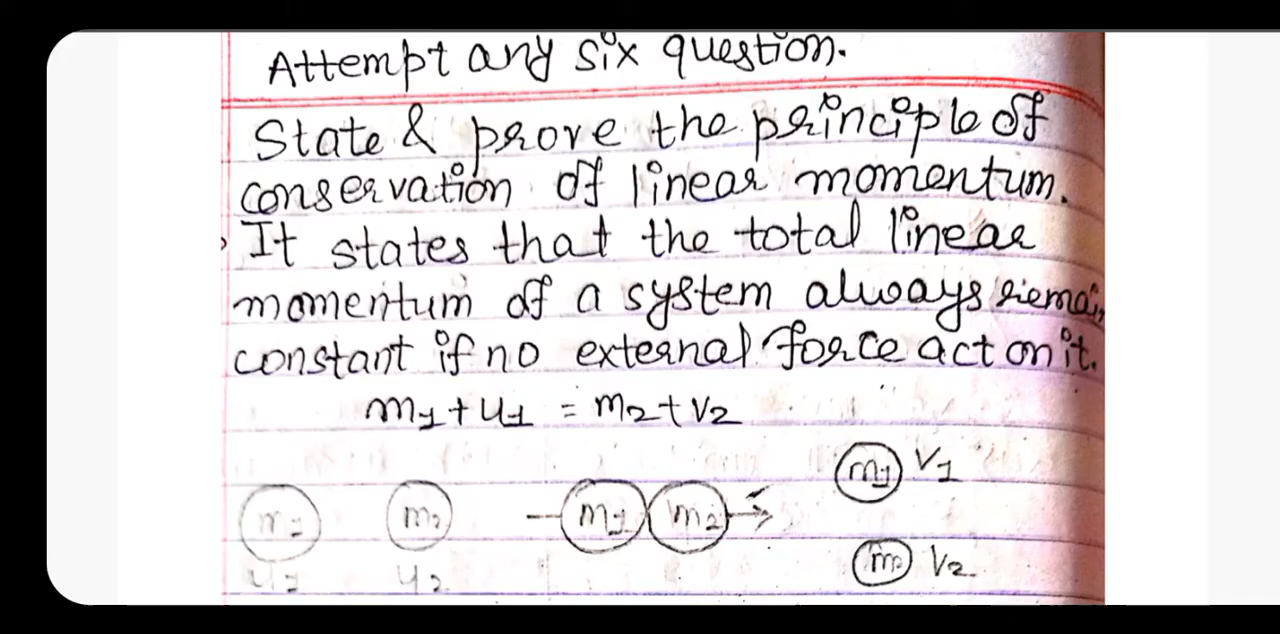 Attempt any six question.
State & prove the principle of
conservation of linear momentum.
It states that the total linear
momentum of a system always remain
constant if no external force act on it.
m1 + u1 = m2 + v2
m1 m2 m1 m2 m1 v1
u1 u2 m v2